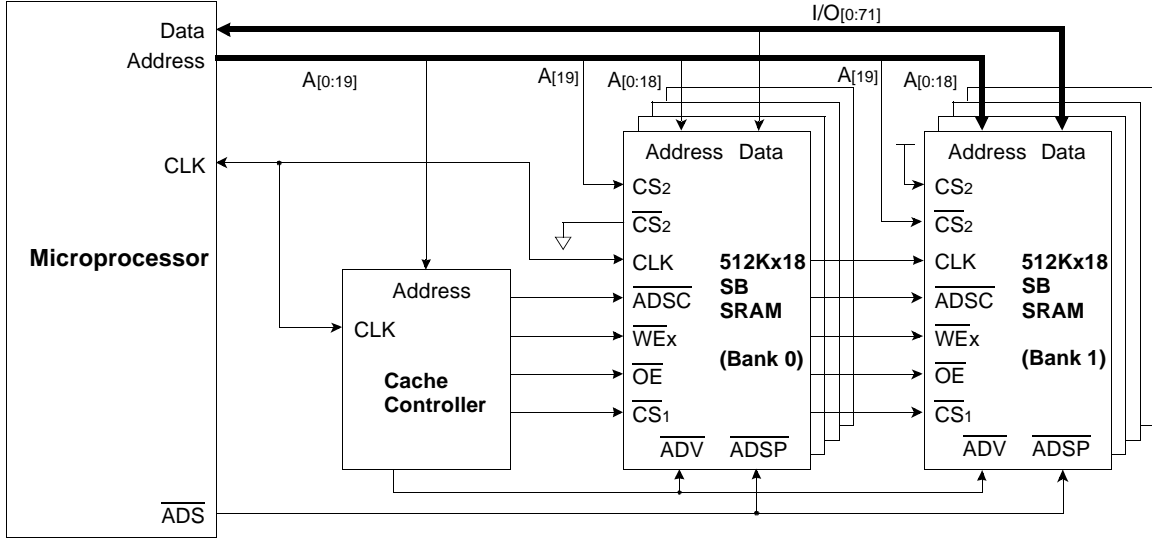 I/O[0:71]
Data
Address
A[0:19]
A[19]
A[0:18]
A[19]
A[0:18]
CLK
Microprocessor
ADS
Address
CLK
Cache
Controller
Address Data
CS2
CS2
CLK
ADSC
WEx
OE
CS1
512Kx18
SB
SRAM
(Bank 0)
ADV ADSP
Address Data
CS2
CS2
CLK
ADSC
WEx
OE
CS1
512Kx18
SB
SRAM
(Bank 1)
ADV ADSP